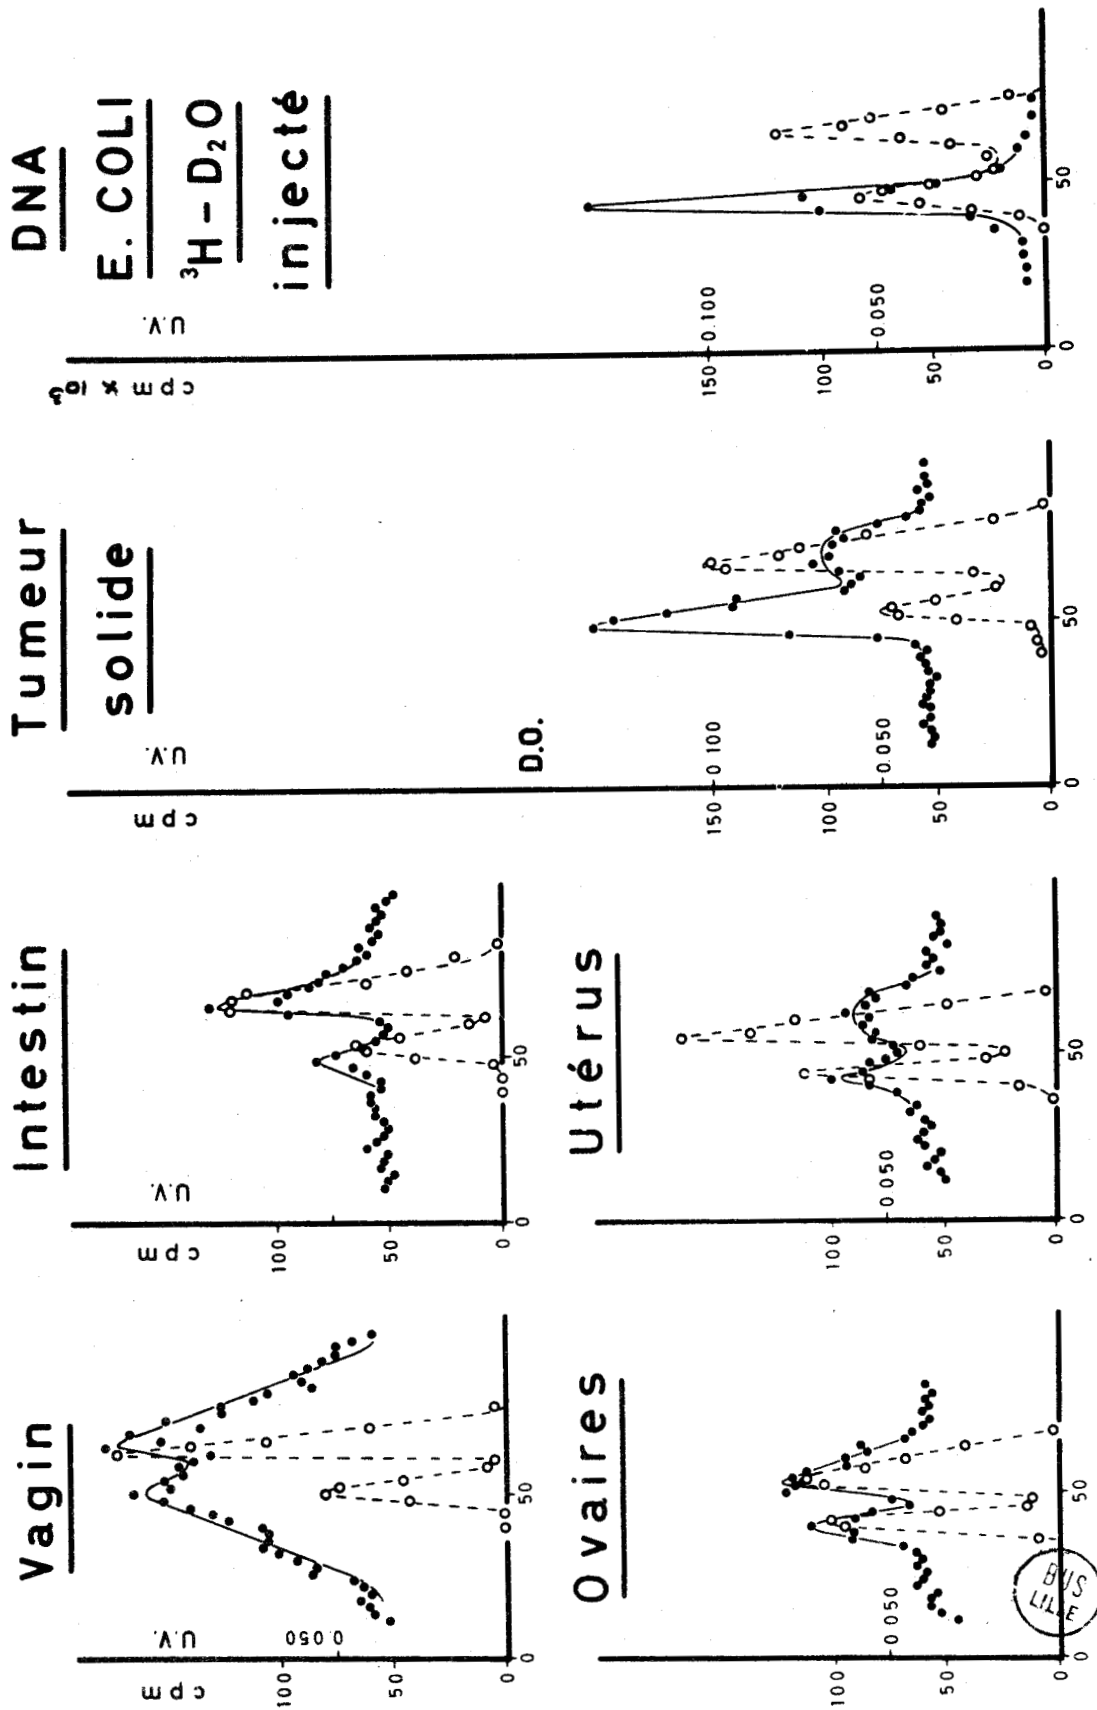 Vagin
U.V.
cpm
100
50
0
0.050
0
50
Intestin
U.V.
cpm
100
50
0
0
50
Tumeur
solide
U.V.
cpm
D.O.
150
100
50
0
0.100
0.050
0
50
DNA
E. COLI
³H-D₂O
injecté
U.V.
cpm x 10³
150
100
50
0
0.100
0.050
0
50
Ovaires
100
50
0
0.050
0
50
BUS
LILLE
Utérus
100
50
0
0.050
0
50